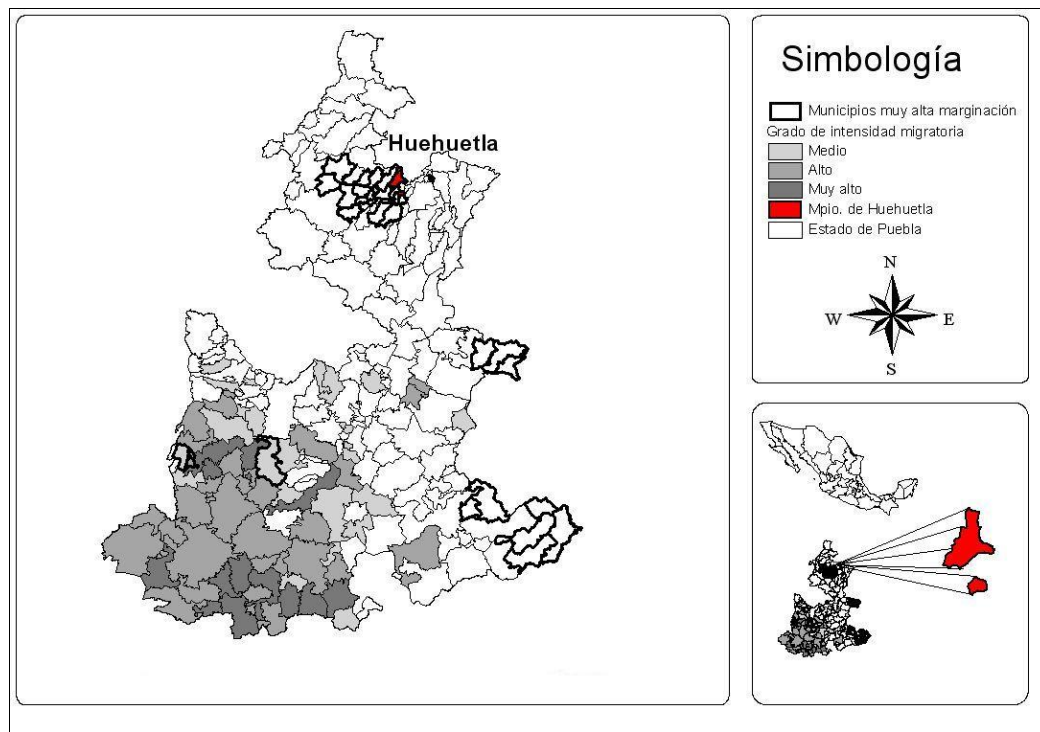 Huehuetla
Simbología
Municipios muy alta marginación
Grado de intensidad migratoria
Medio
Alto
Muy alto
Mpio. de Huehuetla
Estado de Puebla
N
W
E
S